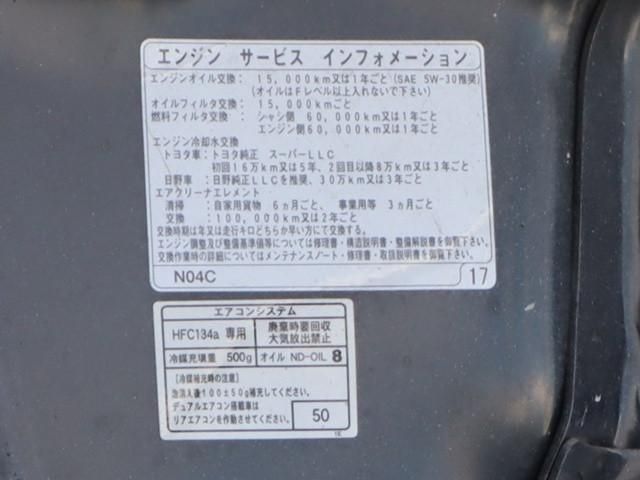 エンジン サービス インフォメーション
エンジンオイル交換 : 15,000km又は1年ごと(SAE 5W-30推奨)
(オイルはFレベル以上入れないで下さい)
オイルフィルタ交換 : 15,000kmごと
燃料フィルタ交換 : シャシ側 60,000km又は1年ごと
エンジン側60,000km又は1年ごと
エンジン冷却水交換
トヨタ車 : トヨタ純正 スーパーLLC
初回16万km又は5年、2回目以降8万km又は3年ごと
日野車 : 日野純正LLCを推奨、30万km又は3年ごと
エアクリーナエレメント
清掃 : 自家用貨物 6ヵ月ごと、 事業用等 3ヵ月ごと
交換 : 100,000km又は2年ごと
交換時期は年又は走行キロどちらか早い方にて交換する。
エンジン調整及び整備基準値等については修理書・構造説明書・整備解説書を御覧下さい。
交換作業時の詳細についてはメンテナンスノート・修理書・取扱説明書を御覧下さい。
N04C 17
エアコンシステム
HFC134a 専用 廃棄時要回収
大気放出禁止
冷媒充填量 500g オイル ND-OIL 8
[冷媒補充時の注意]
泡消入後100±50g補充してください。
デュアルエアコン搭載車は
リアエアコンを作動させてください。
50
1E